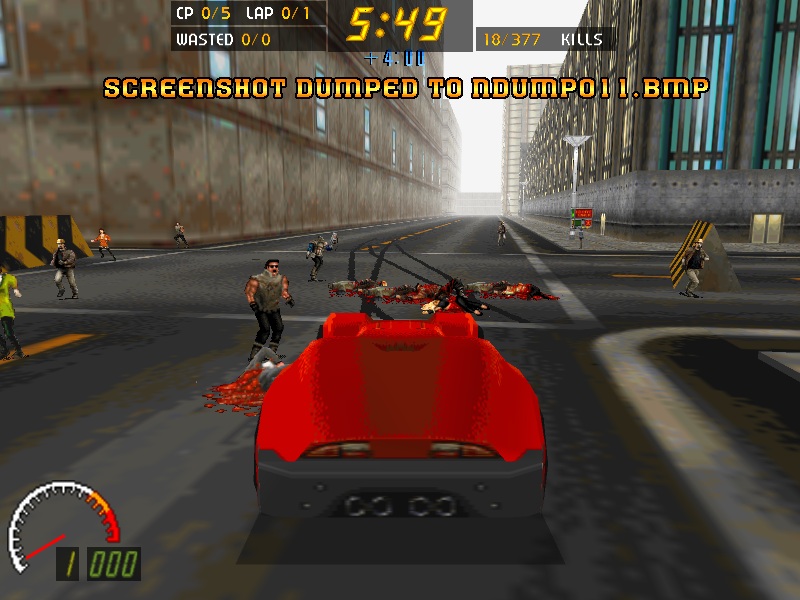 CP 0/5 LAP 0/1
WASTED 0/0
5:49
18/377 KILLS
+4:00
SCREENSHOT DUMPED TO NDUMP011.BMP
1 000